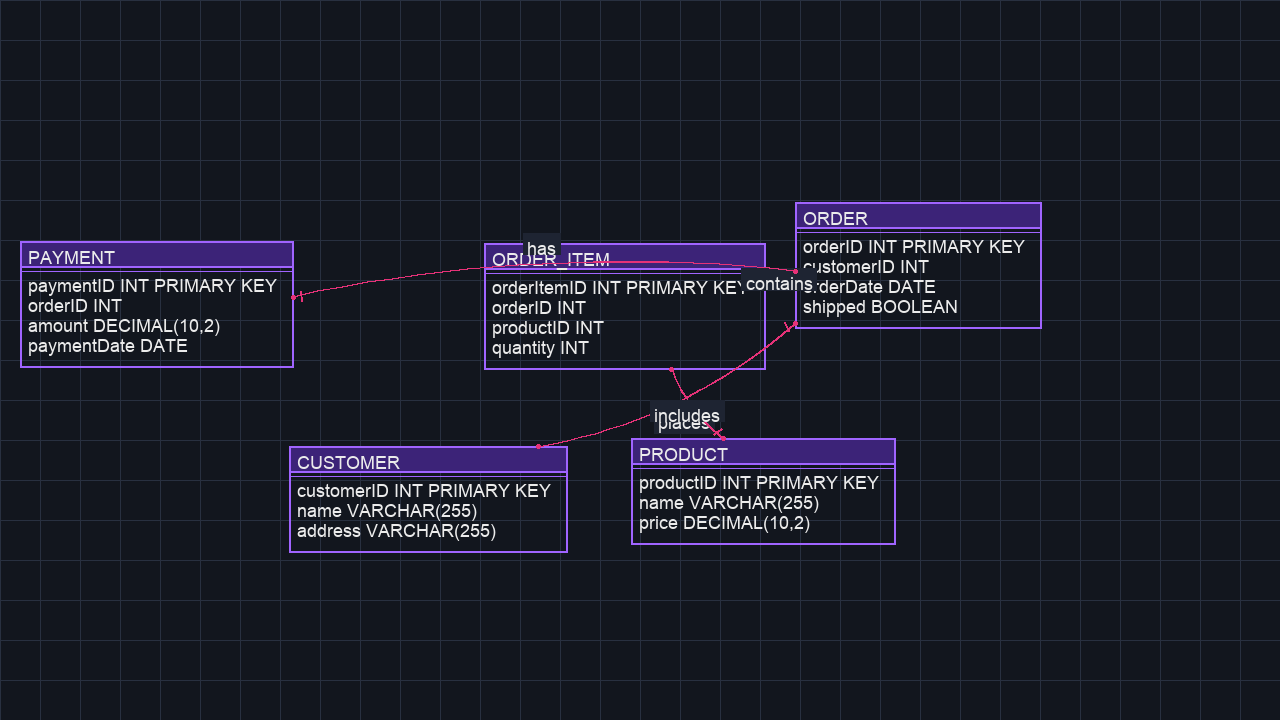 PAYMENT
paymentID INT PRIMARY KEY
orderID INT
amount DECIMAL(10,2)
paymentDate DATE
has
ORDER_ITEM
orderItemID INT PRIMARY KEY
orderID INT
productID INT
quantity INT
contains
ORDER
orderID INT PRIMARY KEY
customerID INT
orderDate DATE
shipped BOOLEAN
includes
places
CUSTOMER
customerID INT PRIMARY KEY
name VARCHAR(255)
address VARCHAR(255)
PRODUCT
productID INT PRIMARY KEY
name VARCHAR(255)
price DECIMAL(10,2)